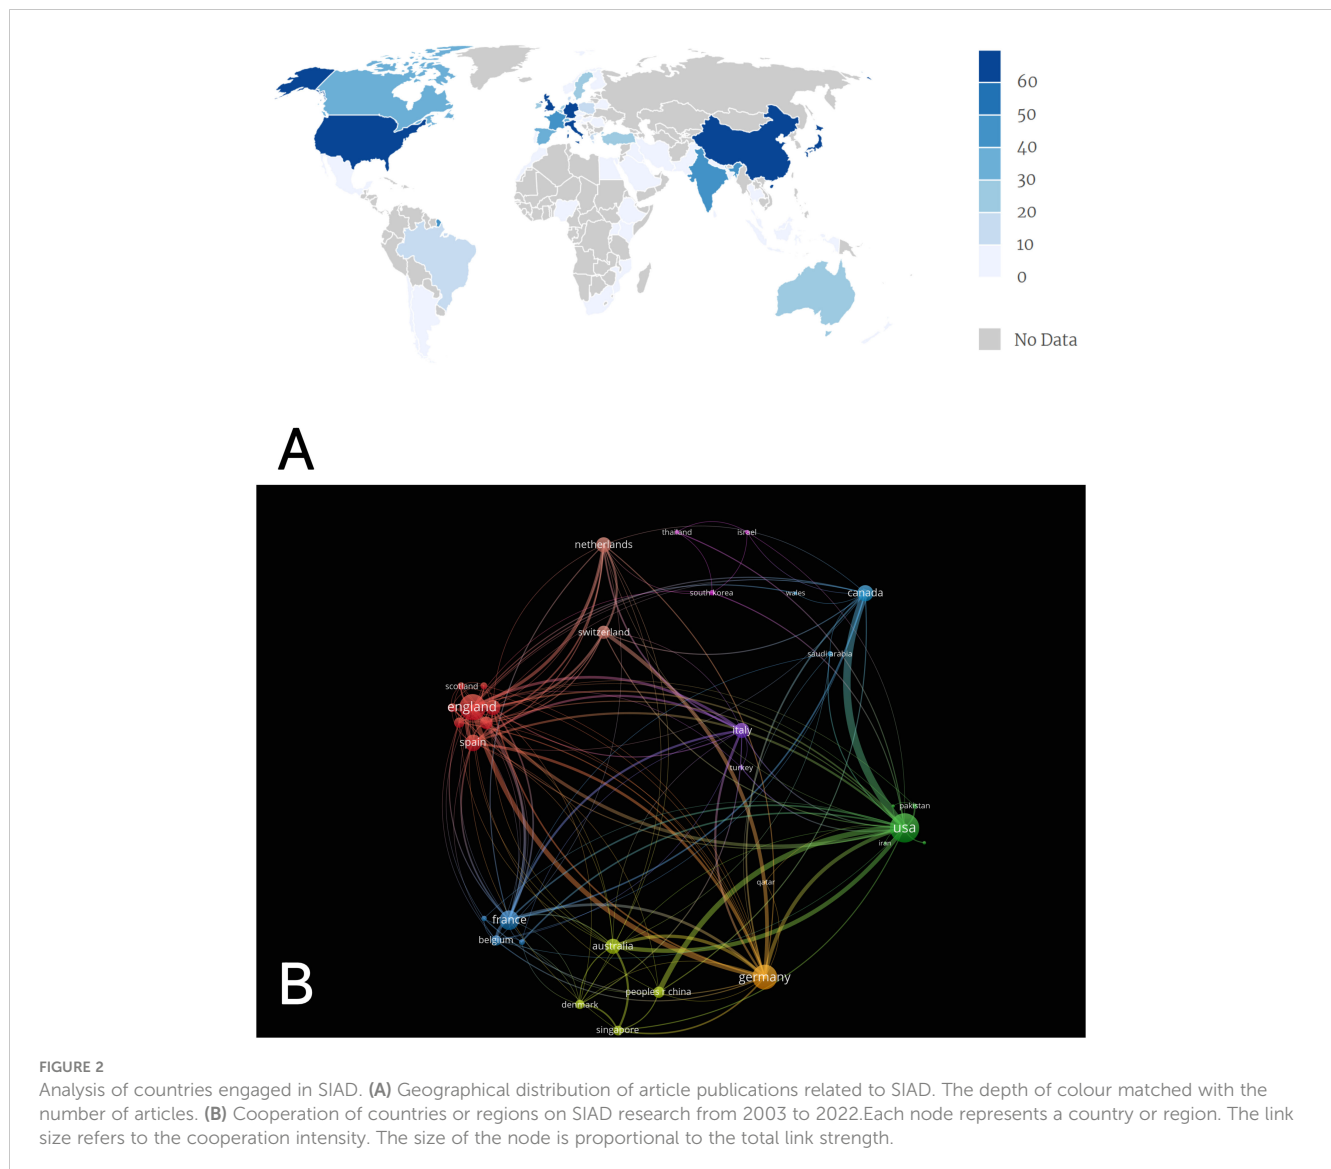 60
50
40
30
20
10
0
No Data
A
thailand
israel
netherlands
south korea
wales
canada
switzerland
saudi arabia
scotland
england
italy
spain
turkey
pakistan
usa
iran
qatar
france
belgium
australia
germany
peoples r china
denmark
singapore
B
FIGURE 2
Analysis of countries engaged in SIAD. (A) Geographical distribution of article publications related to SIAD. The depth of colour matched with the
number of articles. (B) Cooperation of countries or regions on SIAD research from 2003 to 2022.Each node represents a country or region. The link
size refers to the cooperation intensity. The size of the node is proportional to the total link strength.